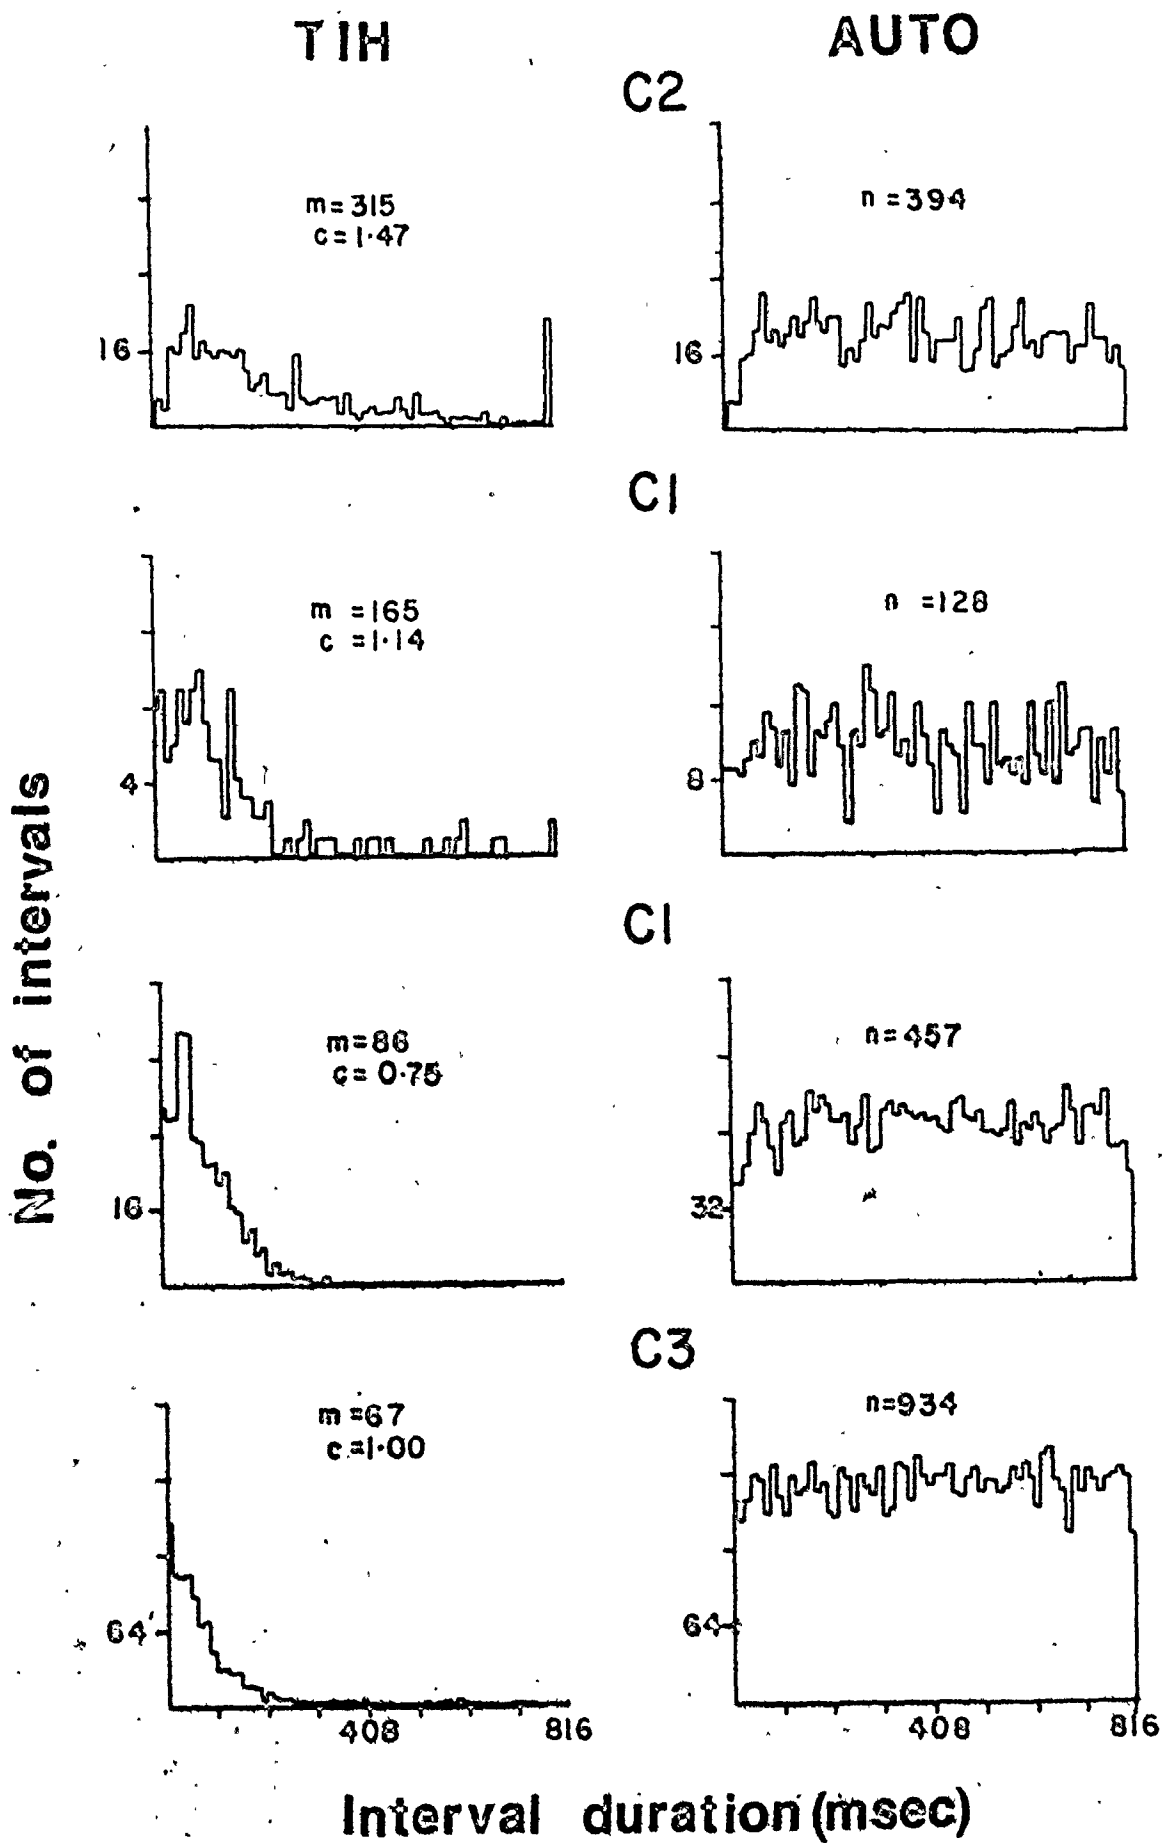 TIH
AUTO
C2
m=315
c=1·47
n=394
16
16
C1
m =165
c =1·14
n =128
4
8
C1
m=86
c=0·75
n=457
16
32
C3
m=67
c=1·00
n=934
64
64
408
816
408
816
No. of intervals
Interval duration(msec)